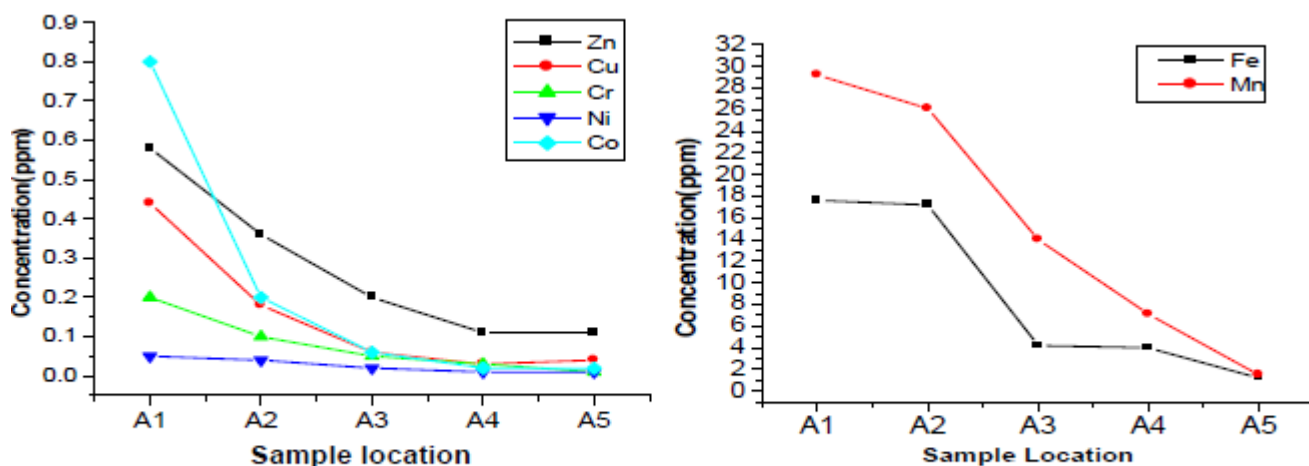 Concentration(ppm)
0.9
0.8
0.7
0.6
0.5
0.4
0.3
0.2
0.1
0.0
Zn
Cu
Cr
Ni
Co
A1 A2 A3 A4 A5
Sample location
Concentration(ppm)
32
30
28
26
24
22
20
18
16
14
12
10
8
6
4
2
0
Fe
Mn
A1 A2 A3 A4 A5
Sample Location